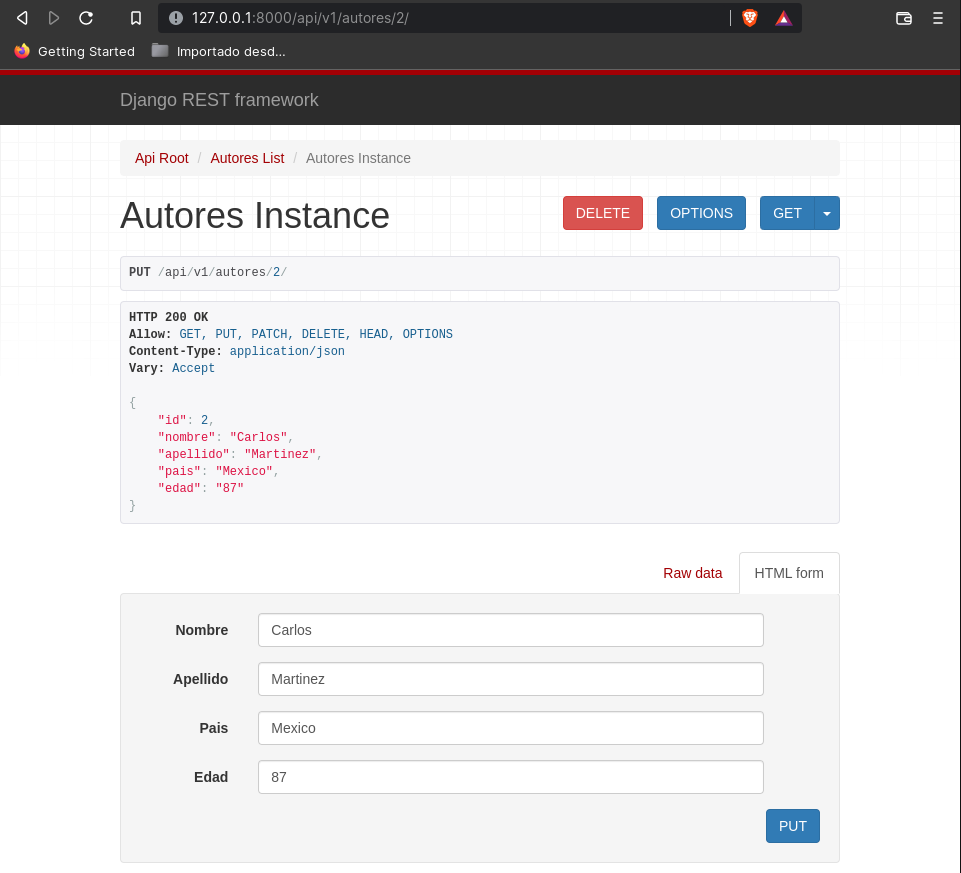 127.0.0.1:8000/api/v1/autores/2/
Getting Started Importado desd...
Django REST framework
Api Root / Autores List / Autores Instance
Autores Instance DELETE OPTIONS GET
PUT /api/v1/autores/2/
HTTP 200 OK
Allow: GET, PUT, PATCH, DELETE, HEAD, OPTIONS
Content-Type: application/json
Vary: Accept
{
    "id": 2,
    "nombre": "Carlos",
    "apellido": "Martinez",
    "pais": "Mexico",
    "edad": "87"
}
Raw data HTML form
Nombre Carlos
Apellido Martinez
Pais Mexico
Edad 87
PUT